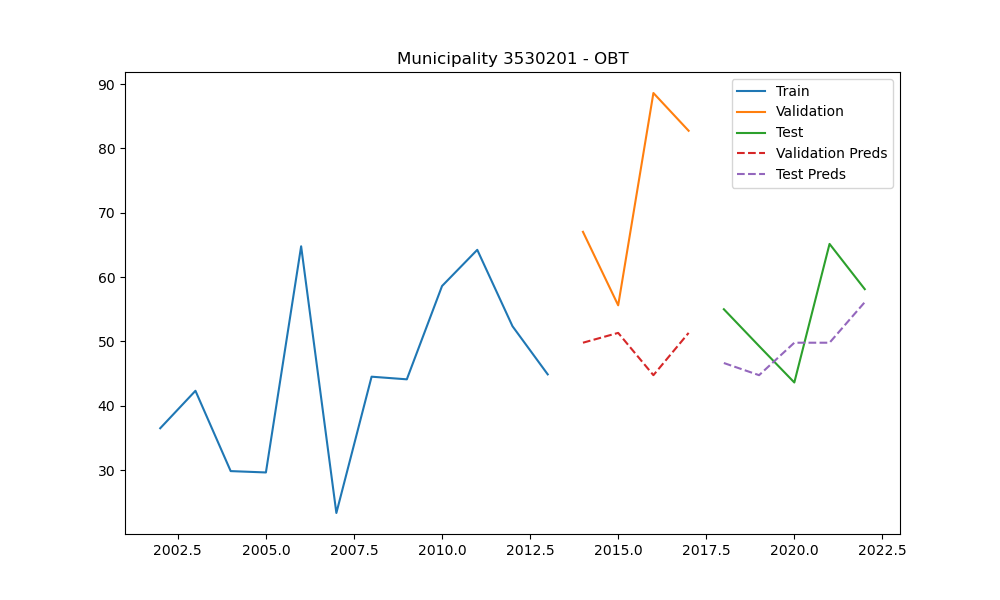 Municipality 3530201 - OBT
90
80
70
60
50
40
30
2002.5 2005.0 2007.5 2010.0 2012.5 2015.0 2017.5 2020.0 2022.5
Train
Validation
Test
Validation Preds
Test Preds